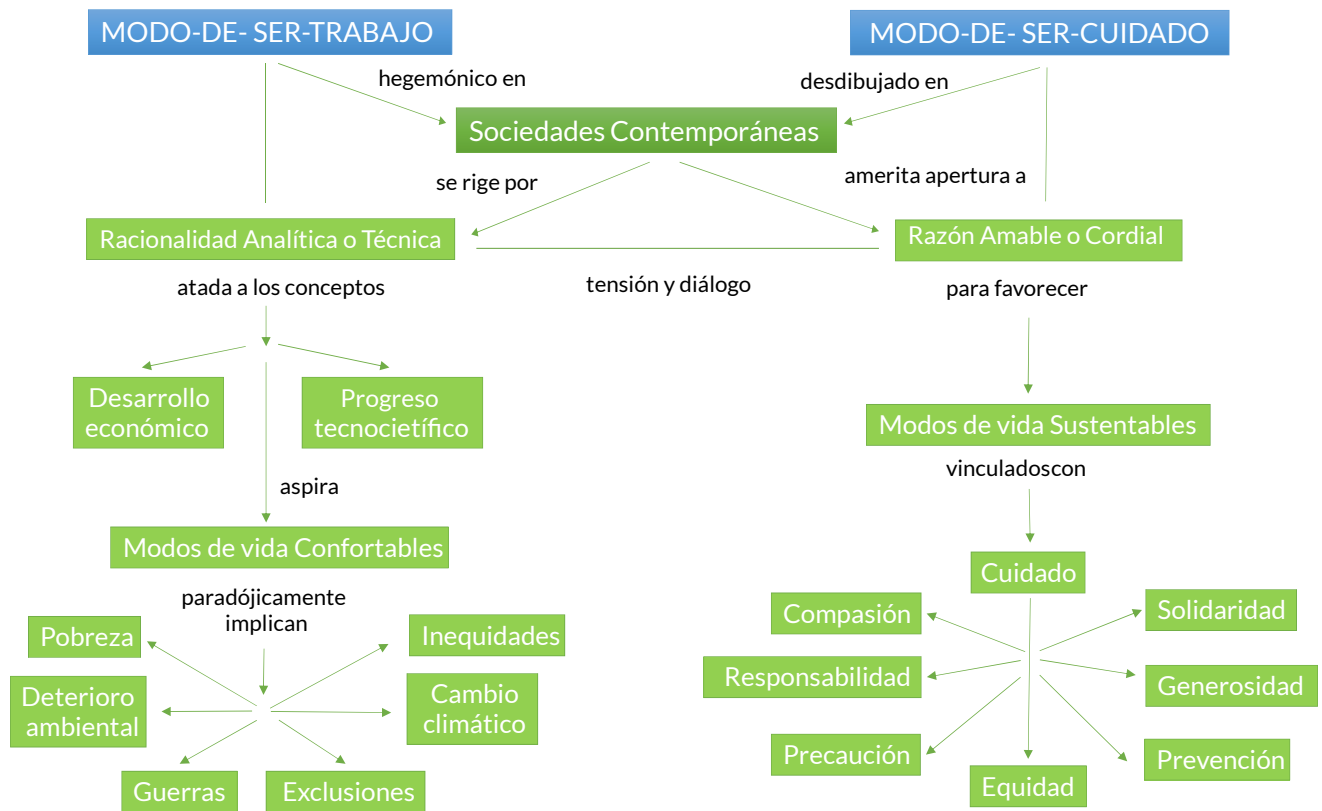 MODO-DE- SER-TRABAJO
MODO-DE- SER-CUIDADO
hegemónico en
desdibujado en
Sociedades Contemporáneas
se rige por
amerita apertura a
Racionalidad Analítica o Técnica
Razón Amable o Cordial
atada a los conceptos
tensión y diálogo
para favorecer
Desarrollo
económico
Progreso
tecnocietífico
Modos de vida Sustentables
aspira
vinculadoscon
Modos de vida Confortables
Cuidado
paradójicamente
implican
Pobreza
Inequidades
Compasión
Solidaridad
Deterioro
ambiental
Cambio
climático
Responsabilidad
Generosidad
Guerras
Exclusiones
Precaución
Equidad
Prevención